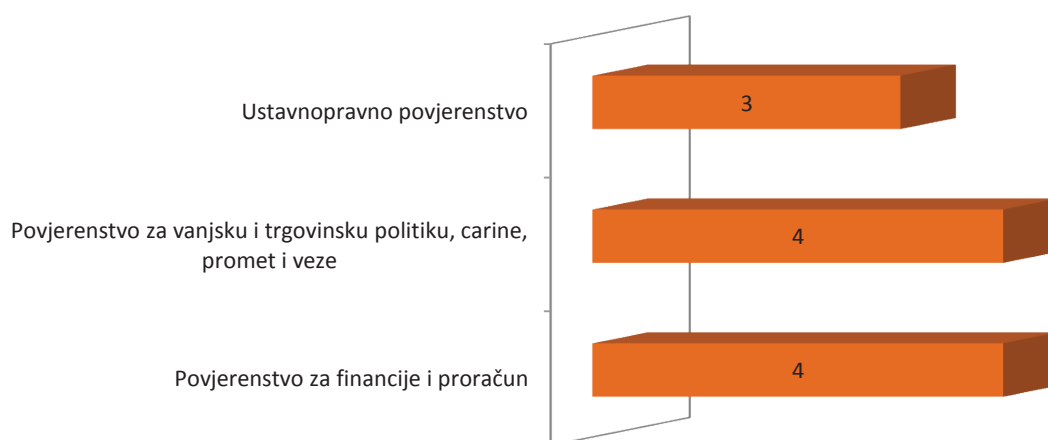 Ustavnopravno povjerenstvo
3
Povjerenstvo za vanjsku i trgovinsku politiku, carine,
promet i veze
4
Povjerenstvo za financije i proračun
4